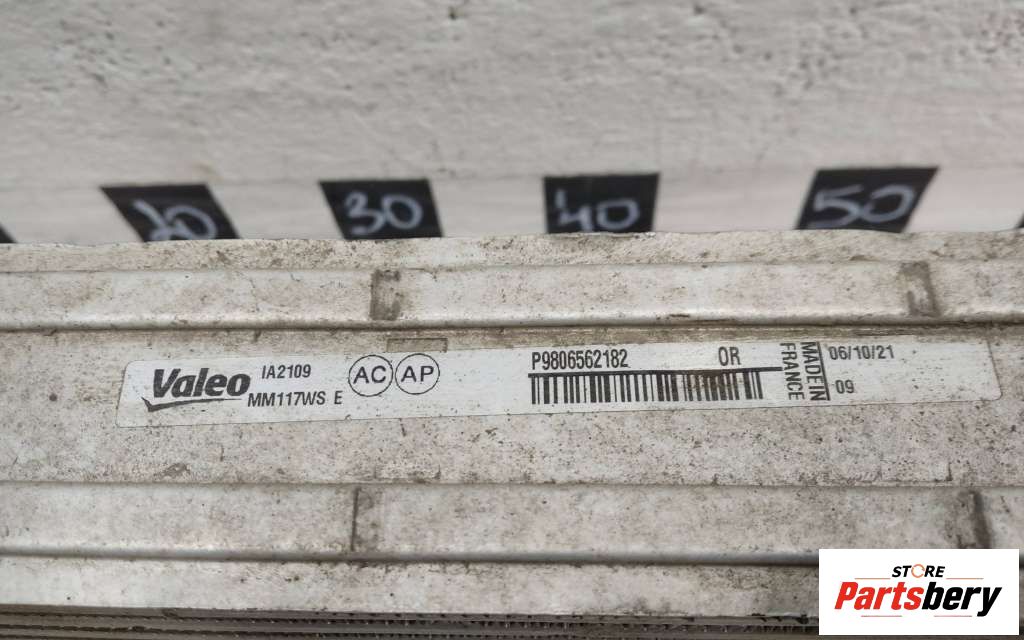 20 30 40 50
Valeo
IA2109
MM117WS E
AC AP
P9806562182 OR
MADE IN
FRANCE
06/10/21
09
STORE
Partsbery